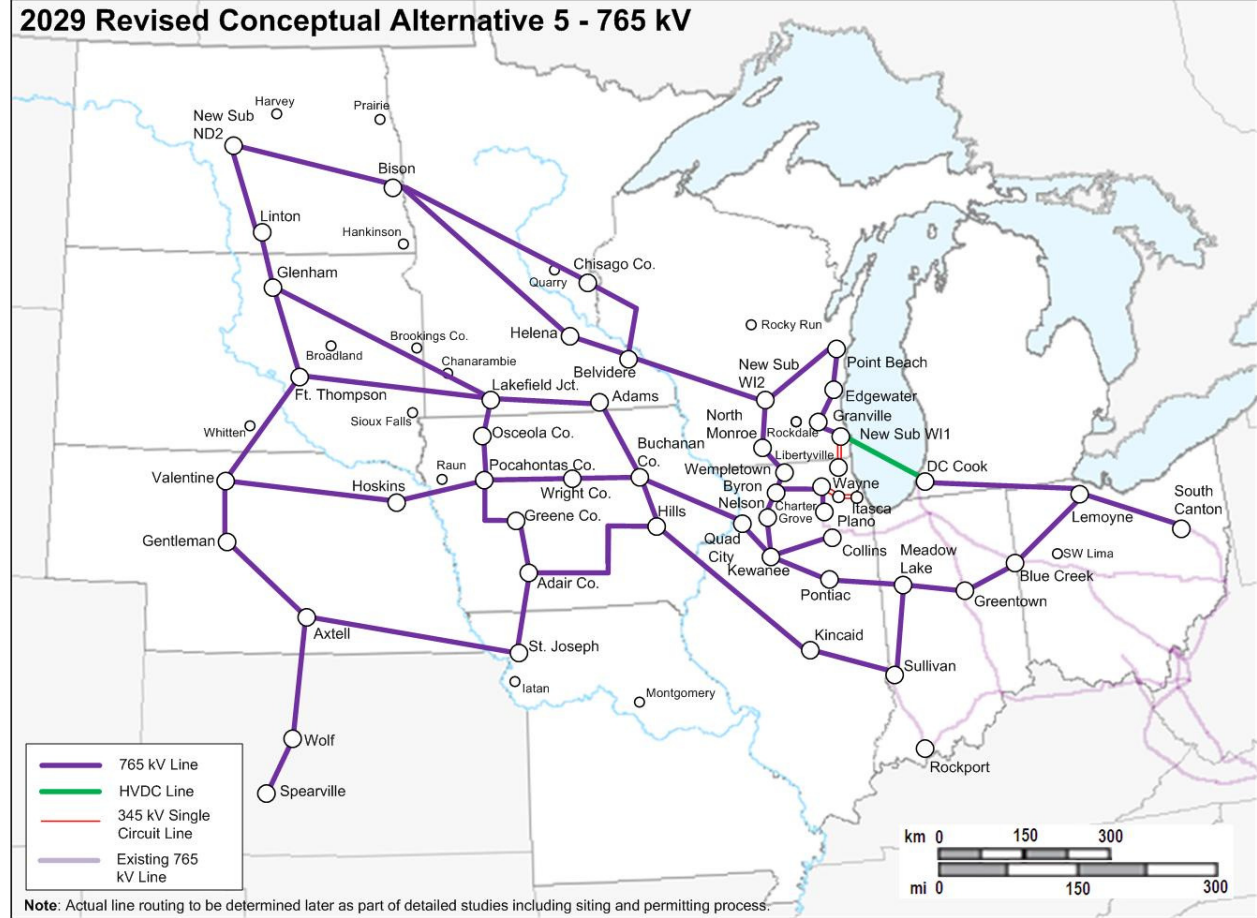 2029 Revised Conceptual Alternative 5 - 765 kV
Harvey
Prairie
New Sub
ND2
Bison
Linton
Hankinson
Glenham
Chisago Co.
Quarry
Rocky Run
Helena
Brookings Co.
Broadland
Chanarambie
Belvidere
New Sub
WI2
Point Beach
Ft. Thompson
Lakefield Jct.
Adams
Edgewater
Sioux Falls
Whitten
North
Monroe
Rockdale
Granville
New Sub WI1
Osceola Co.
Buchanan
Co.
Libertyville
Raun
Pocahontas Co.
Wempletown
DC Cook
Valentine
Hoskins
Wright Co.
Byron
Wayne
Itasca
South
Canton
Nelson
Charter
Grove
Plano
Lemoyne
Greene Co.
Hills
Quad
City
Gentleman
Collins
Meadow
Lake
SW Lima
Kewanee
Blue Creek
Adair Co.
Pontiac
Greentown
Axtell
Kincaid
St. Joseph
Sullivan
Iatan
Montgomery
Wolf
Rockport
Spearville
765 kV Line
HVDC Line
345 kV Single
Circuit Line
Existing 765
kV Line
km 0 150 300
mi 0 150 300
Note: Actual line routing to be determined later as part of detailed studies including siting and permitting process.